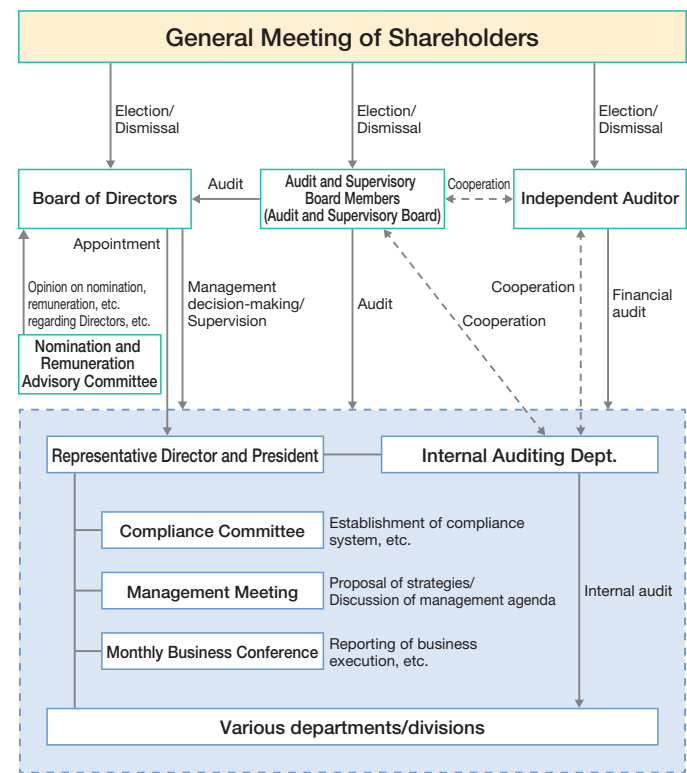 General Meeting of Shareholders
Election/
Dismissal
Election/
Dismissal
Election/
Dismissal
Board of Directors
Audit
Audit and Supervisory
Board Members
(Audit and Supervisory Board)
Cooperation
Independent Auditor
Appointment
Opinion on nomination,
remuneration, etc.
regarding Directors, etc.
Management
decision-making/
Supervision
Audit
Cooperation
Cooperation
Financial
audit
Nomination and
Remuneration
Advisory Committee
Representative Director and President
Internal Auditing Dept.
Compliance Committee
Establishment of compliance
system, etc.
Management Meeting
Proposal of strategies/
Discussion of management agenda
Internal audit
Monthly Business Conference
Reporting of business
execution, etc.
Various departments/divisions